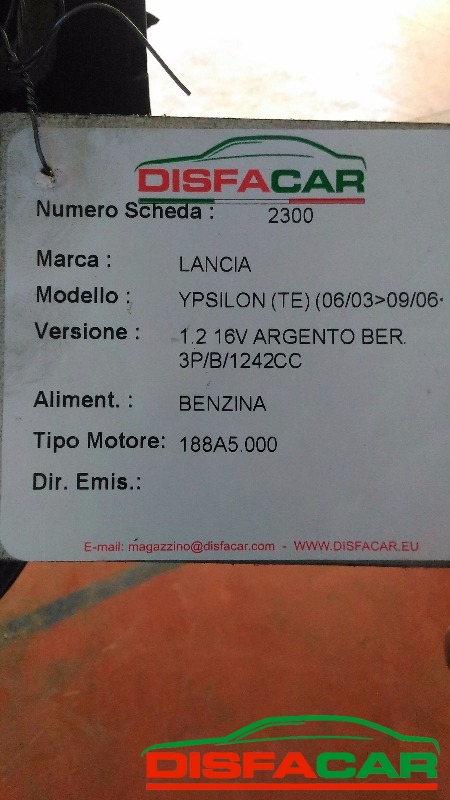 DISFACAR
Numero Scheda : 2300
Marca : LANCIA
Modello : YPSILON (TE) (06/03>09/06<
Versione : 1.2 16V ARGENTO BER.
3P/B/1242CC
Aliment. : BENZINA
Tipo Motore: 188A5.000
Dir. Emis.:
E-mail: magazzino@disfacar.com - WWW.DISFACAR.EU
DISFACAR